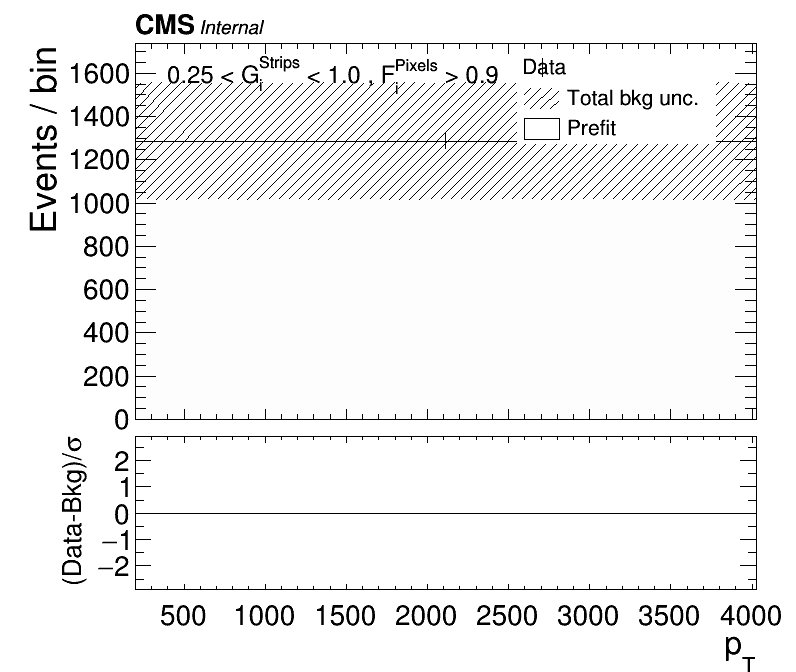 CMS Internal
0.25 < G_i^Strips < 1.0 , F_i^Pixels > 0.9
Data
Total bkg unc.
Prefit
Events / bin
1600
1400
1200
1000
800
600
400
200
0
(Data-Bkg)/σ
2
1
0
−1
−2
500 1000 1500 2000 2500 3000 3500 4000
p_T